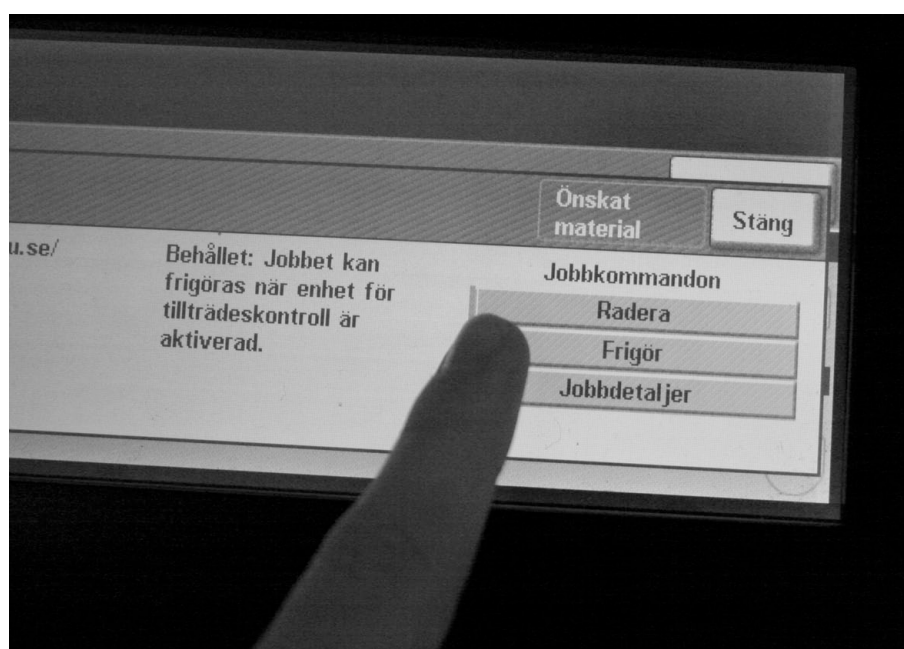 Önskat
material
Stäng
u.se/
Behållet: Jobbet kan
frigöras när enhet för
tillträdeskontroll är
aktiverad.
Jobbkommandon
Radera
Frigör
Jobbdetaljer